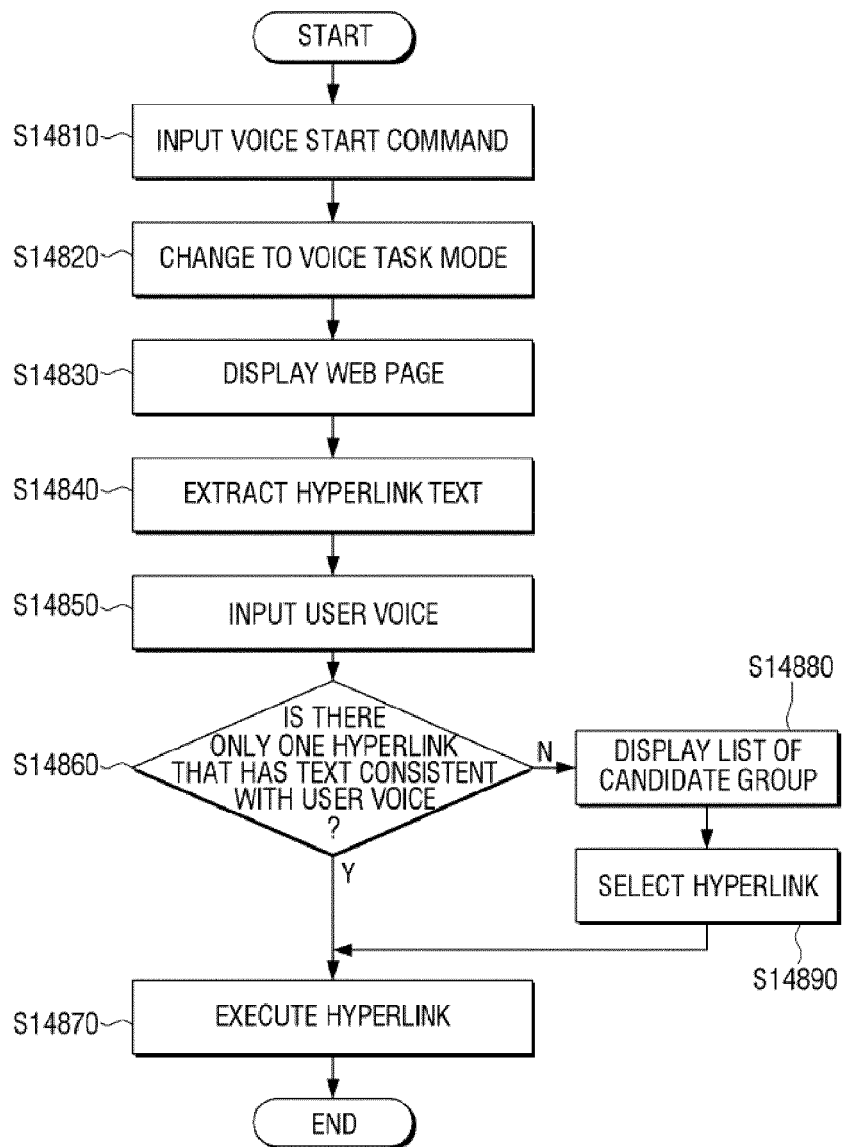 START
S14810
INPUT VOICE START COMMAND
S14820
CHANGE TO VOICE TASK MODE
S14830
DISPLAY WEB PAGE
S14840
EXTRACT HYPERLINK TEXT
S14850
INPUT USER VOICE
S14860
IS THERE
ONLY ONE HYPERLINK
THAT HAS TEXT CONSISTENT
WITH USER VOICE
?
N
Y
S14880
DISPLAY LIST OF
CANDIDATE GROUP
SELECT HYPERLINK
S14890
S14870
EXECUTE HYPERLINK
END